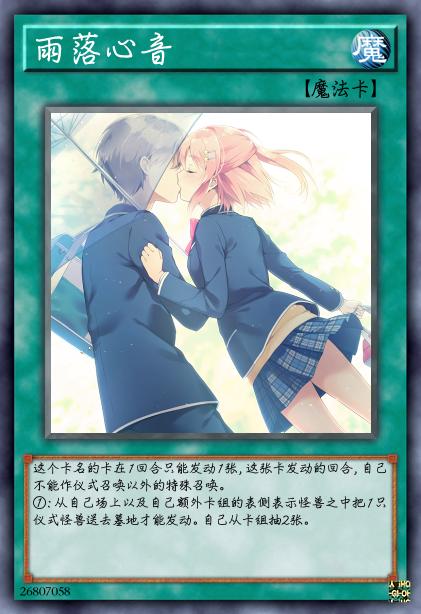 雨落心音
魔
【魔法卡】
这个卡名的卡在1回合只能发动1张,这张卡发动的回合,自己
不能作仪式召唤以外的特殊召唤。
①:从自己场上以及自己额外卡组的表侧表示怪兽之中把1只
仪式怪兽送去墓地才能发动。自己从卡组抽2张。
26807058